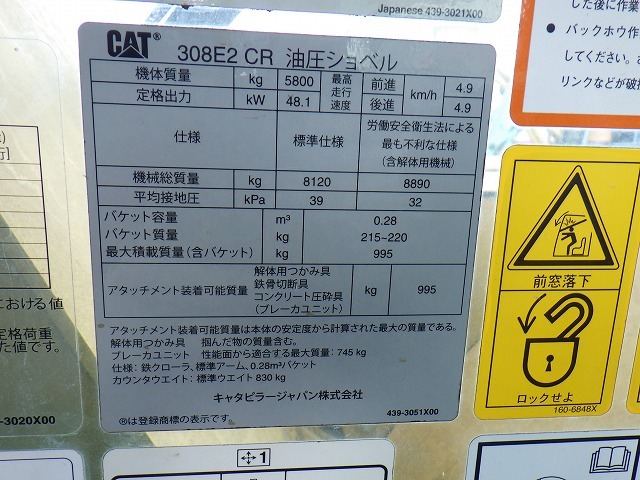 Japanese 439-3021X00
した後に作業
● バックホウ作
してください。
リンクなどが破
CAT 308E2 CR 油圧ショベル
機体質量 kg 5800 最高走行速度 前進 km/h 4.9
定格出力 kW 48.1 後進 4.9
仕様 標準仕様 労働安全衛生法による
最も不利な仕様
(含解体用機械)
機械総質量 kg 8120 8890
平均接地圧 kPa 39 32
バケット容量 m³ 0.28
バケット質量 kg 215~220
最大積載質量(含バケット) kg 995
アタッチメント装着可能質量 解体用つかみ具
鉄骨切断具
コンクリート圧砕具
(ブレーカユニット)
kg 995
アタッチメント装着可能質量は本体の安定度から計算された最大の質量である。
解体用つかみ具 掴んだ物の質量含む。
ブレーカユニット 性能面から適合する最大質量: 745 kg
仕様: 鉄クローラ、標準アーム、0.28m³バケット
カウンタウエイト: 標準ウエイト 830 kg
キャタピラージャパン株式会社
®は登録商標の表示です。
439-3051X00
前窓落下
ロックせよ
160-6848X
における値
定格荷重
た値です。
-3020X00
1